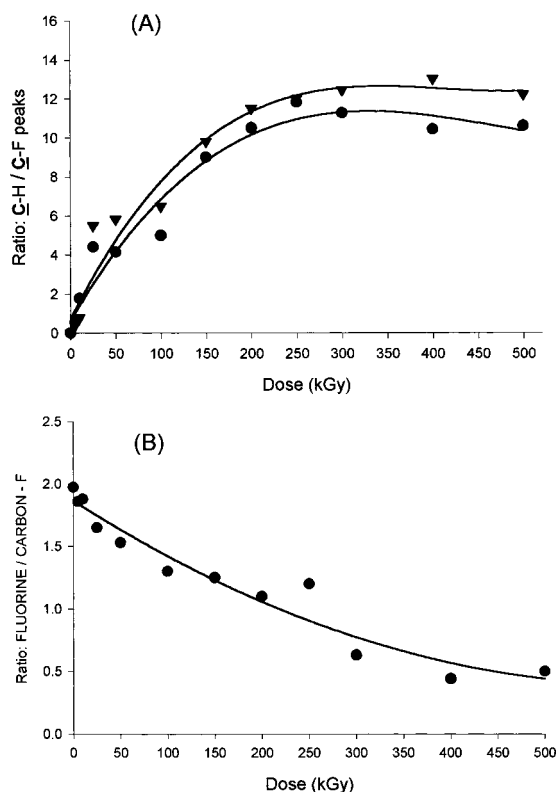 (A)
Ratio: C-H / C-F peaks
16
14
12
10
8
6
4
2
0
0 50 100 150 200 250 300 350 400 450 500
Dose (kGy)
(B)
Ratio: FLUORINE / CARBON - F
2.5
2.0
1.5
1.0
0.5
0.0
0 50 100 150 200 250 300 350 400 450 500
Dose (kGy)